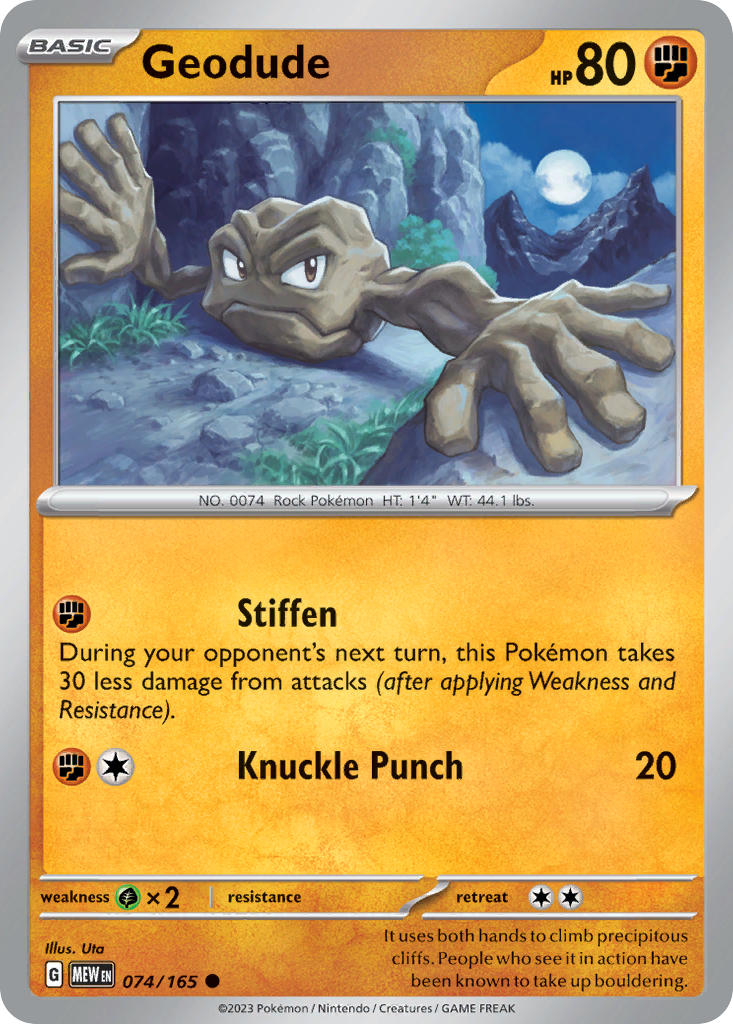 BASIC
Geodude
HP 80
NO. 0074 Rock Pokémon HT: 1'4" WT: 44.1 lbs.
Stiffen
During your opponent's next turn, this Pokémon takes
30 less damage from attacks (after applying Weakness and
Resistance).
Knuckle Punch 20
weakness ×2 resistance retreat
Illus. Uta
It uses both hands to climb precipitous
cliffs. People who see it in action have
been known to take up bouldering.
G MEW EN 074/165
©2023 Pokémon / Nintendo / Creatures / GAME FREAK